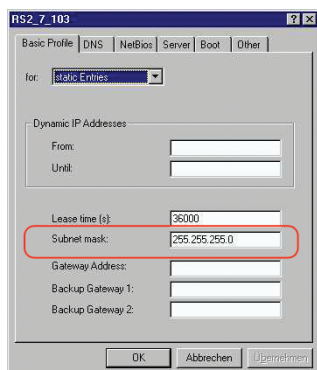 RS2_7_103
Basic Profile DNS NetBios Server Boot Other
for: static Entries
Dynamic IP Addresses
From:
Until:
Lease time (s): 36000
Subnet mask: 255.255.255.0
Gateway Address:
Backup Gateway 1:
Backup Gateway 2:
OK Abbrechen Übernehmen